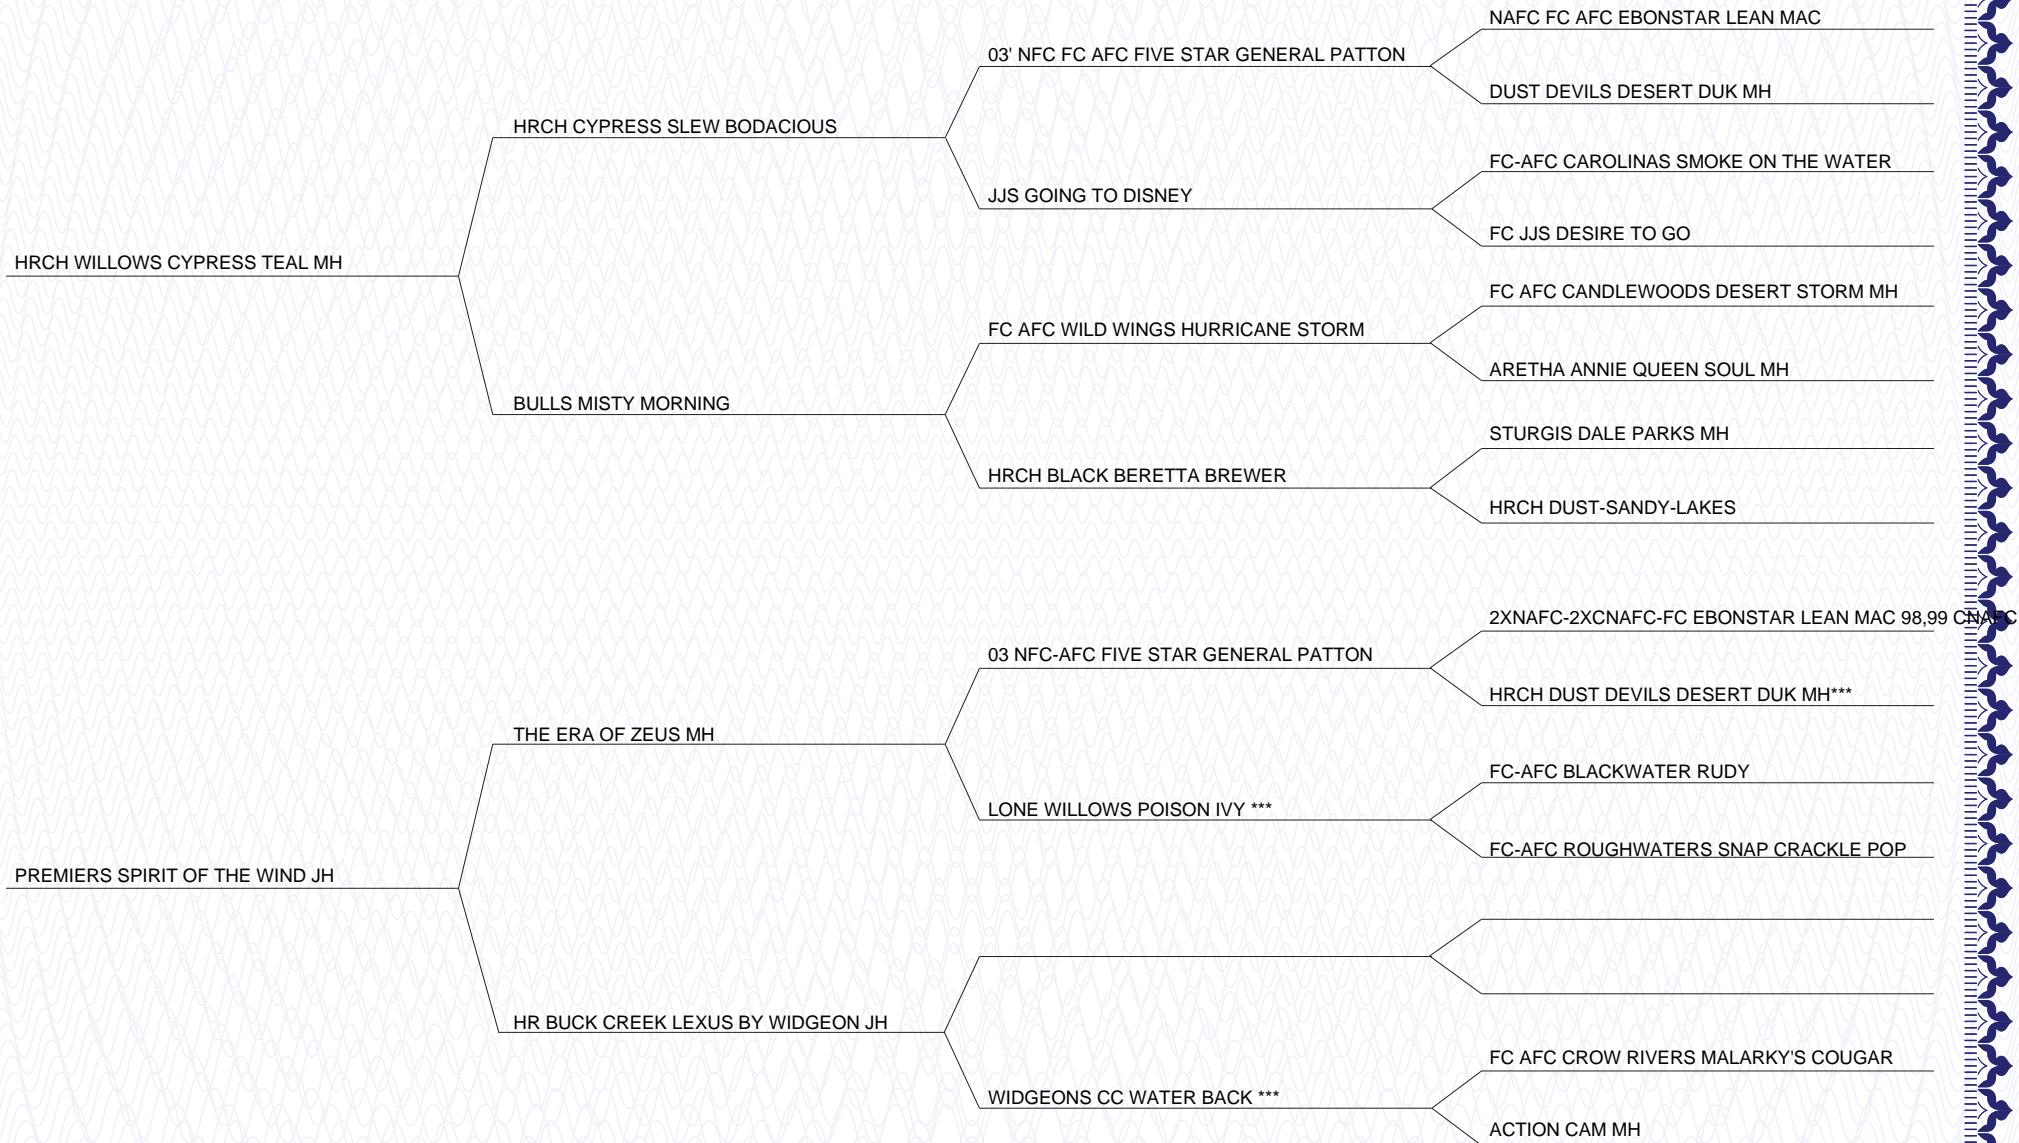 NAFC FC AFC EBONSTAR LEAN MAC
03' NFC FC AFC FIVE STAR GENERAL PATTON
DUST DEVILS DESERT DUK MH
HRCH CYPRESS SLEW BODACIOUS
FC-AFC CAROLINAS SMOKE ON THE WATER
JJS GOING TO DISNEY
FC JJS DESIRE TO GO
HRCH WILLOWS CYPRESS TEAL MH
FC AFC CANDLEWOODS DESERT STORM MH
FC AFC WILD WINGS HURRICANE STORM
ARETHA ANNIE QUEEN SOUL MH
BULLS MISTY MORNING
STURGIS DALE PARKS MH
HRCH BLACK BERETTA BREWER
HRCH DUST-SANDY-LAKES
2XNAFC-2XCNAFC-FC EBONSTAR LEAN MAC 98,99 CNAFC
03 NFC-AFC FIVE STAR GENERAL PATTON
HRCH DUST DEVILS DESERT DUK MH***
THE ERA OF ZEUS MH
FC-AFC BLACKWATER RUDY
LONE WILLOWS POISON IVY ***
FC-AFC ROUGHWATERS SNAP CRACKLE POP
PREMIERS SPIRIT OF THE WIND JH
HR BUCK CREEK LEXUS BY WIDGEON JH
FC AFC CROW RIVERS MALARKY'S COUGAR
WIDGEONS CC WATER BACK ***
ACTION CAM MH